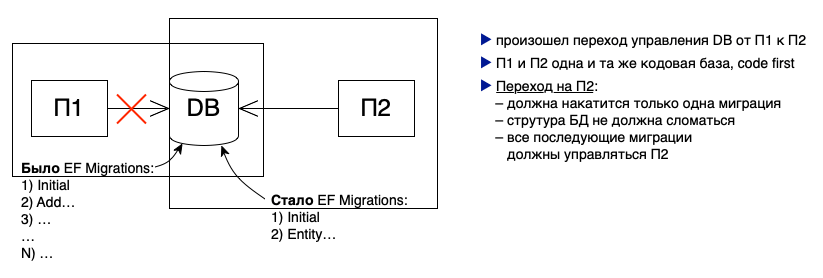 П1
DB
П2
Было EF Migrations:
1) Initial
2) Add…
3) …
…
N) …
Стало EF Migrations:
1) Initial
2) Entity…
▶ произошел переход управления DB от П1 к П2
▶ П1 и П2 одна и та же кодовая база, code first
▶ Переход на П2:
– должна накатится только одна миграция
– струтура БД не должна сломаться
– все последующие миграции
должны управляться П2